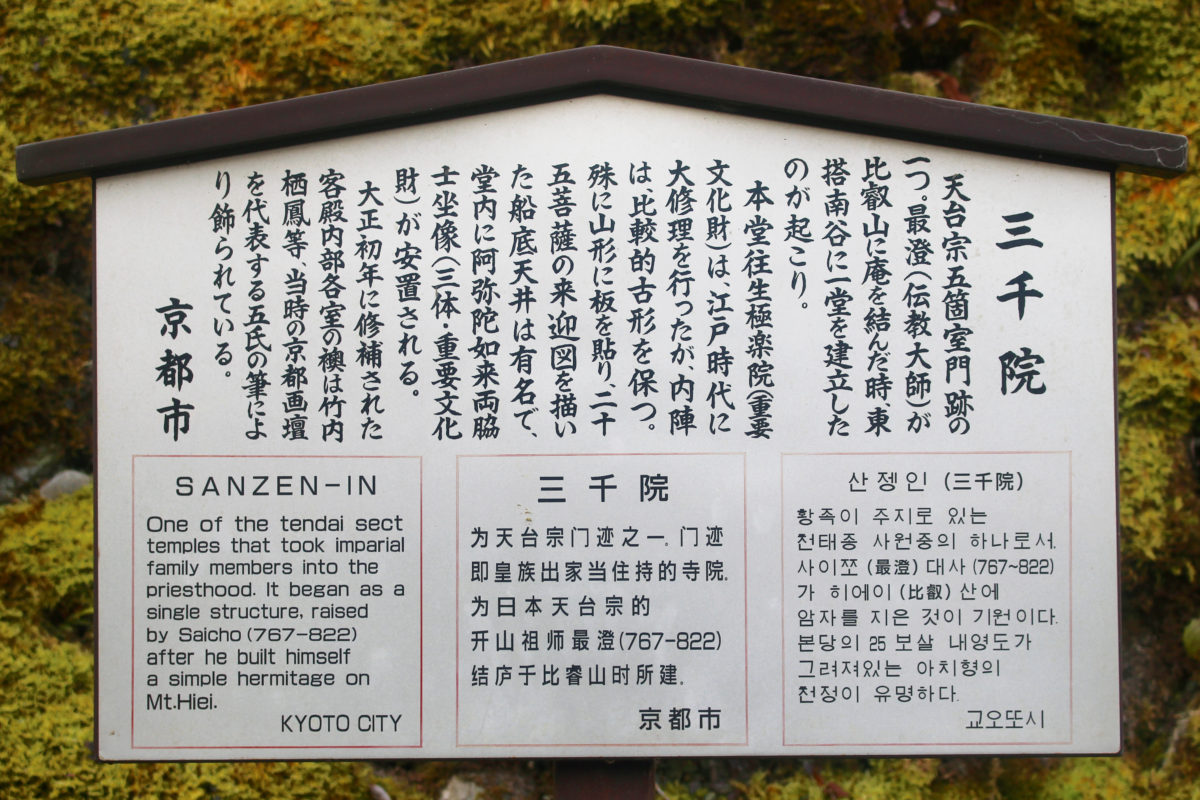 三千院
天台宗五箇室門跡の
一つ。最澄(伝教大師)が
比叡山に庵を結んだ時、東
塔南谷に一堂を建立した
のが起こり。
本堂往生極楽院(重要
文化財)は、江戸時代に
大修理を行ったが、内陣
は、比較的古形を保つ。
殊に山形に板を貼り、二十
五菩薩の来迎図を描い
た船底天井は有名で、
堂内に阿弥陀如来両脇
士坐像(三体・重要文化
財)が安置される。
大正初年に修補された
客殿内部各室の襖は竹内
栖鳳等、当時の京都画壇
を代表する五氏の筆によ
り飾られている。
京都市
SANZEN-IN
One of the tendai sect
temples that took imparial
family members into the
priesthood. It began as a
single structure, raised
by Saicho (767-822)
after he built himself
a simple hermitage on
Mt.Hiei.
KYOTO CITY
三千院
为天台宗门迹之一。门迹
即皇族出家当住持的寺院。
为日本天台宗的
开山祖师最澄(767-822)
结庐于比睿山时所建。
京都市
산젱인 (三千院)
황족이 주지로 있는
천태종 사원중의 하나로서.
사이쪼 (最澄) 대사 (767~822)
가 히에이 (比叡) 산에
암자를 지은 것이 기원이다.
본당의 25 보살 내양도가
그려져있는 아치형의
천정이 유명하다.
교오또시